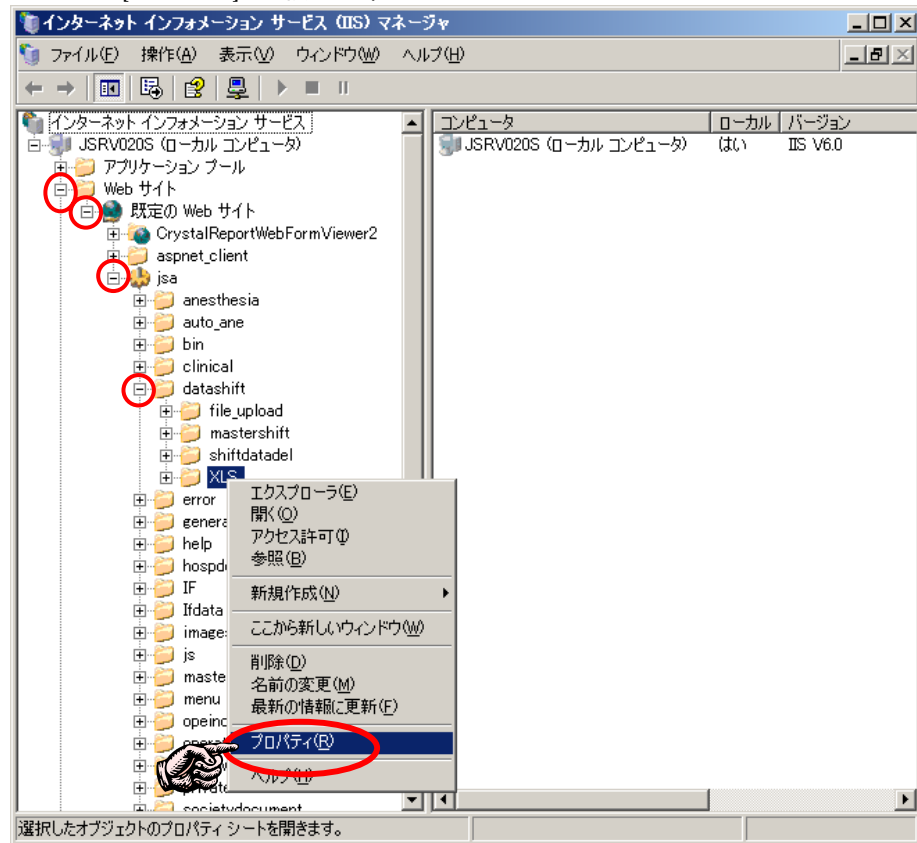 インターネット インフォメーション サービス (IIS) マネージャ
ファイル(F) 操作(A) 表示(V) ウィンドウ(W) ヘルプ(H)
インターネット インフォメーション サービス
JSRV020S (ローカル コンピュータ)
アプリケーション プール
Web サイト
既定の Web サイト
CrystalReportWebFormViewer2
aspnet_client
jsa
anesthesia
auto_ane
bin
clinical
datashift
file_upload
mastershift
shiftdatadel
XLS
error
genera
help
hospd
IF
Ifdata
images
js
maste
menu
opeinc
operat
private
societydocument
エクスプローラ(E)
開く(O)
アクセス許可(I)
参照(B)
新規作成(N)
ここから新しいウィンドウ(W)
削除(D)
名前の変更(M)
最新の情報に更新(F)
プロパティ(R)
ヘルプ(H)
コンピュータ ローカル バージョン
JSRV020S (ローカル コンピュータ) はい IIS V6.0
選択したオブジェクトのプロパティ シートを開きます。